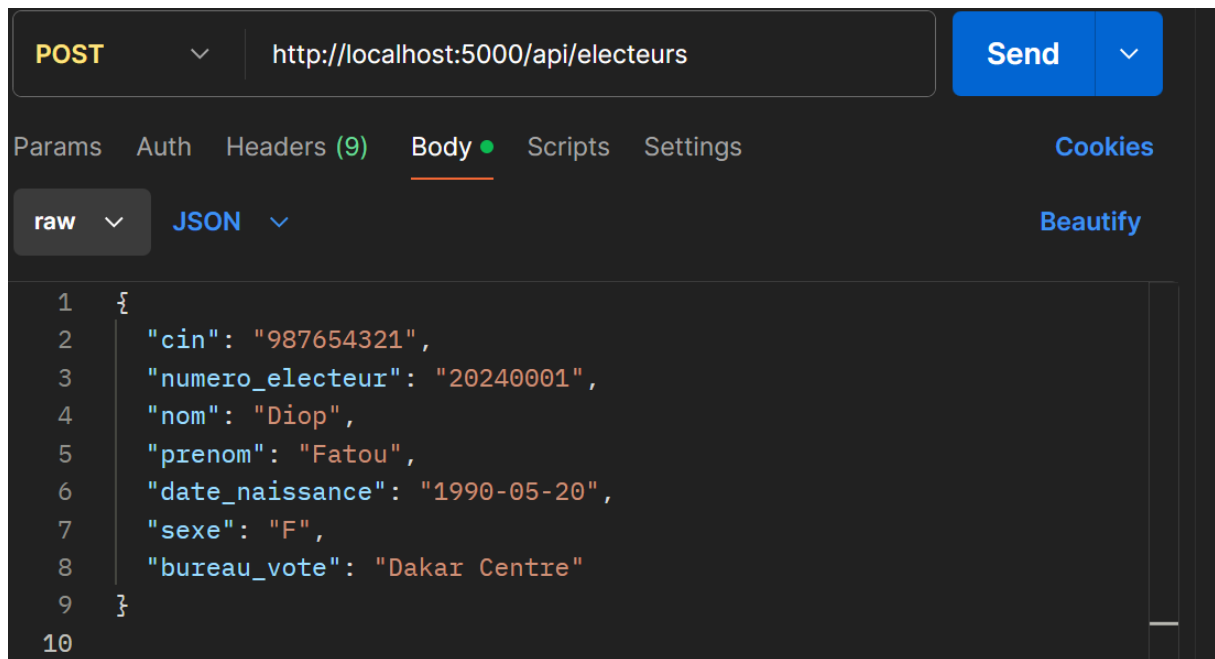 POST http://localhost:5000/api/electeurs Send
Params Auth Headers (9) Body Scripts Settings Cookies
raw JSON Beautify
1 {
2 "cin": "987654321",
3 "numero_electeur": "20240001",
4 "nom": "Diop",
5 "prenom": "Fatou",
6 "date_naissance": "1990-05-20",
7 "sexe": "F",
8 "bureau_vote": "Dakar Centre"
9 }
10